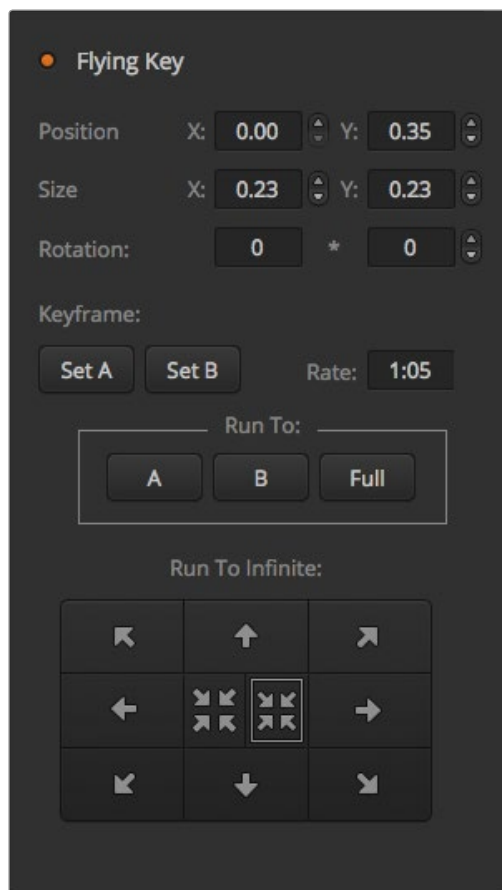 Flying Key
Position X: 0.00 Y: 0.35
Size X: 0.23 Y: 0.23
Rotation: 0 * 0
Keyframe:
Set A Set B Rate: 1:05
Run To:
A B Full
Run To Infinite: